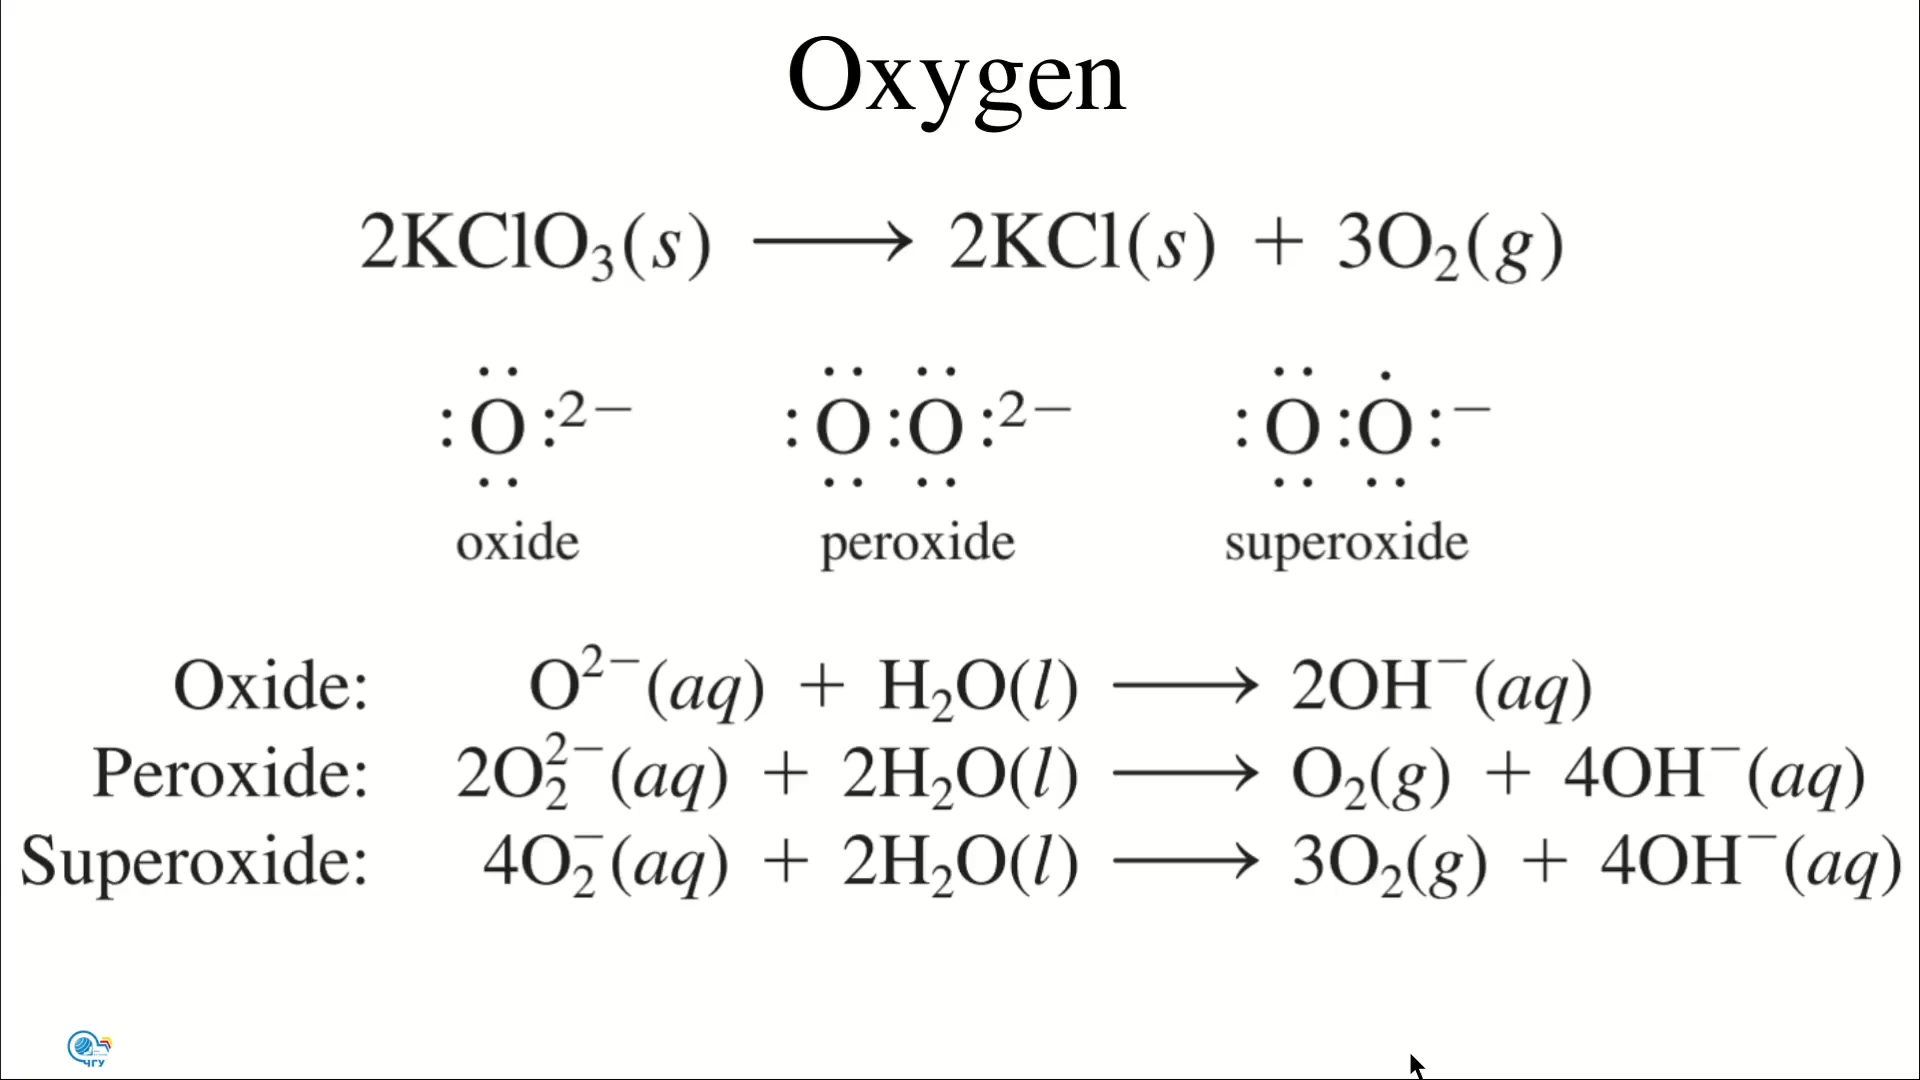 Oxygen
2KClO₃(s) ⟶ 2KCl(s) + 3O₂(g)
:O:²⁻ :O:O:²⁻ :O:O:⁻
oxide peroxide superoxide
Oxide: O²⁻(aq) + H₂O(l) ⟶ 2OH⁻(aq)
Peroxide: 2O₂²⁻(aq) + 2H₂O(l) ⟶ O₂(g) + 4OH⁻(aq)
Superoxide: 4O₂⁻(aq) + 2H₂O(l) ⟶ 3O₂(g) + 4OH⁻(aq)
ЧГУ